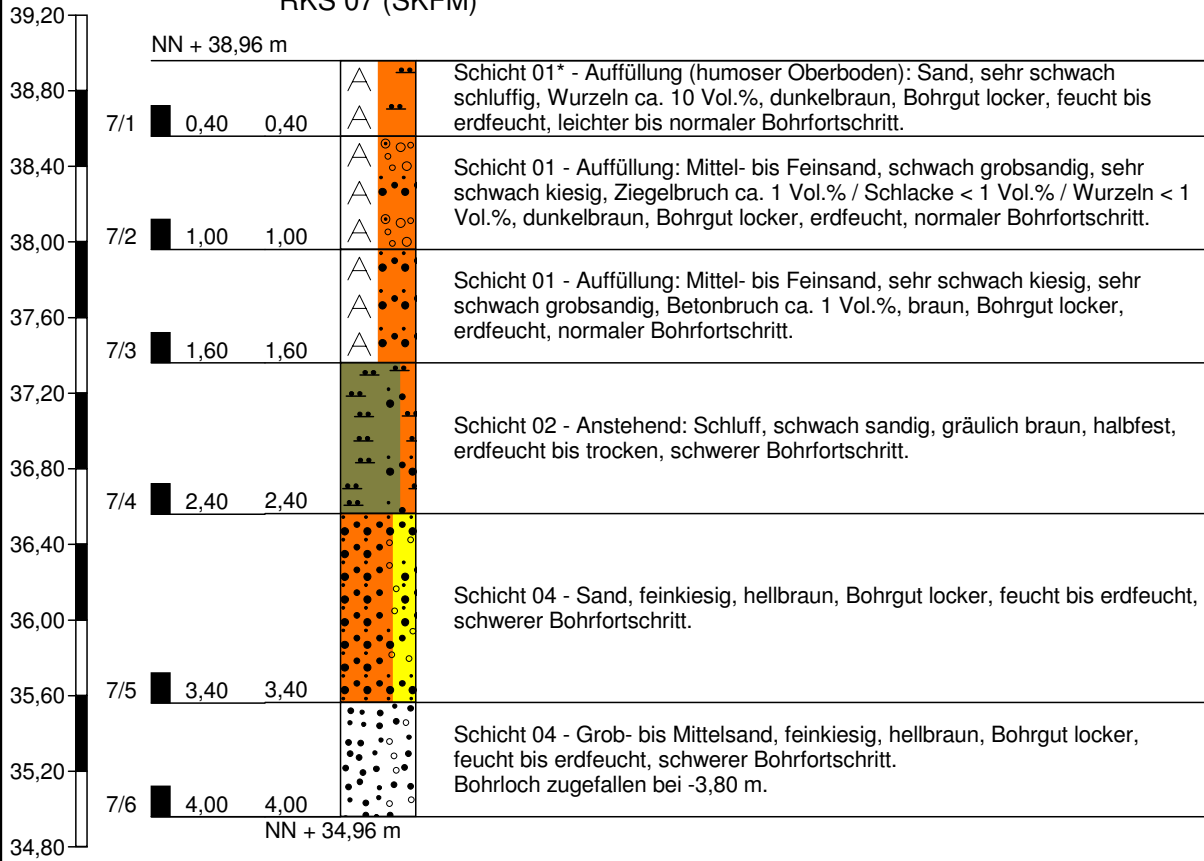 RKS 07 (SKFM)
39,20
NN + 38,96 m
38,80
7/1 0,40 0,40
A
A
Schicht 01* - Auffüllung (humoser Oberboden): Sand, sehr schwach
schluffig, Wurzeln ca. 10 Vol.%, dunkelbraun, Bohrgut locker, feucht bis
erdfeucht, leichter bis normaler Bohrfortschritt.
38,40
38,00
7/2 1,00 1,00
A
A
A
Schicht 01 - Auffüllung: Mittel- bis Feinsand, schwach grobsandig, sehr
schwach kiesig, Ziegelbruch ca. 1 Vol.% / Schlacke < 1 Vol.% / Wurzeln < 1
Vol.%, dunkelbraun, Bohrgut locker, erdfeucht, normaler Bohrfortschritt.
37,60
7/3 1,60 1,60
A
A
A
Schicht 01 - Auffüllung: Mittel- bis Feinsand, sehr schwach kiesig, sehr
schwach grobsandig, Betonbruch ca. 1 Vol.%, braun, Bohrgut locker,
erdfeucht, normaler Bohrfortschritt.
37,20
36,80
7/4 2,40 2,40
Schicht 02 - Anstehend: Schluff, schwach sandig, gräulich braun, halbfest,
erdfeucht bis trocken, schwerer Bohrfortschritt.
36,40
36,00
35,60
7/5 3,40 3,40
Schicht 04 - Sand, feinkiesig, hellbraun, Bohrgut locker, feucht bis erdfeucht,
schwerer Bohrfortschritt.
35,20
7/6 4,00 4,00
Schicht 04 - Grob- bis Mittelsand, feinkiesig, hellbraun, Bohrgut locker,
feucht bis erdfeucht, schwerer Bohrfortschritt.
Bohrloch zugefallen bei -3,80 m.
NN + 34,96 m
34,80